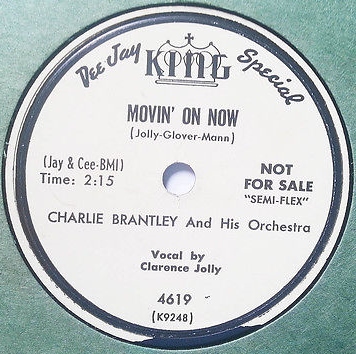 Dee Jay KING Special
MOVIN' ON NOW
(Jolly-Glover-Mann)
(Jay & Cee-BMI)
Time: 2:15
NOT
FOR SALE
"SEMI-FLEX"
CHARLIE BRANTLEY And His Orchestra
Vocal by
Clarence Jolly
4619
(K9248)